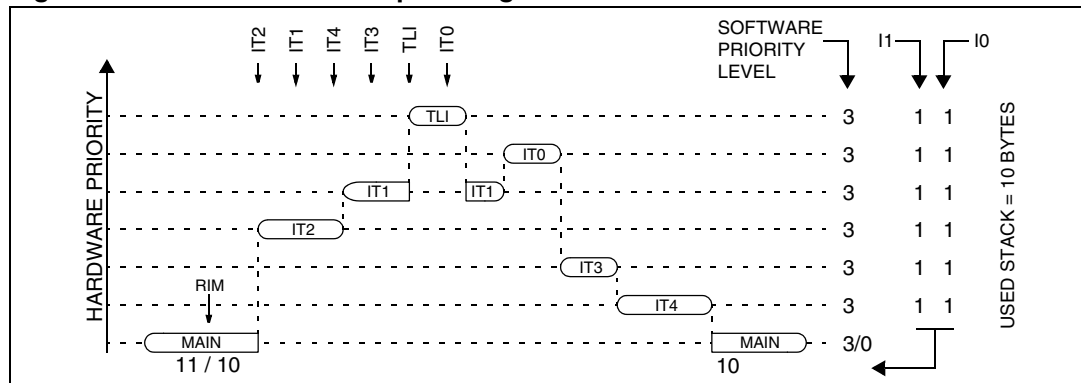 IT2
IT1
IT4
IT3
TLI
IT0
SOFTWARE
PRIORITY
LEVEL
I1
I0
HARDWARE PRIORITY
TLI
3
1 1
IT0
3
1 1
IT1
IT1
3
1 1
IT2
3
1 1
IT3
3
1 1
RIM
IT4
3
1 1
MAIN
MAIN
3/0
11 / 10
10
USED STACK = 10 BYTES